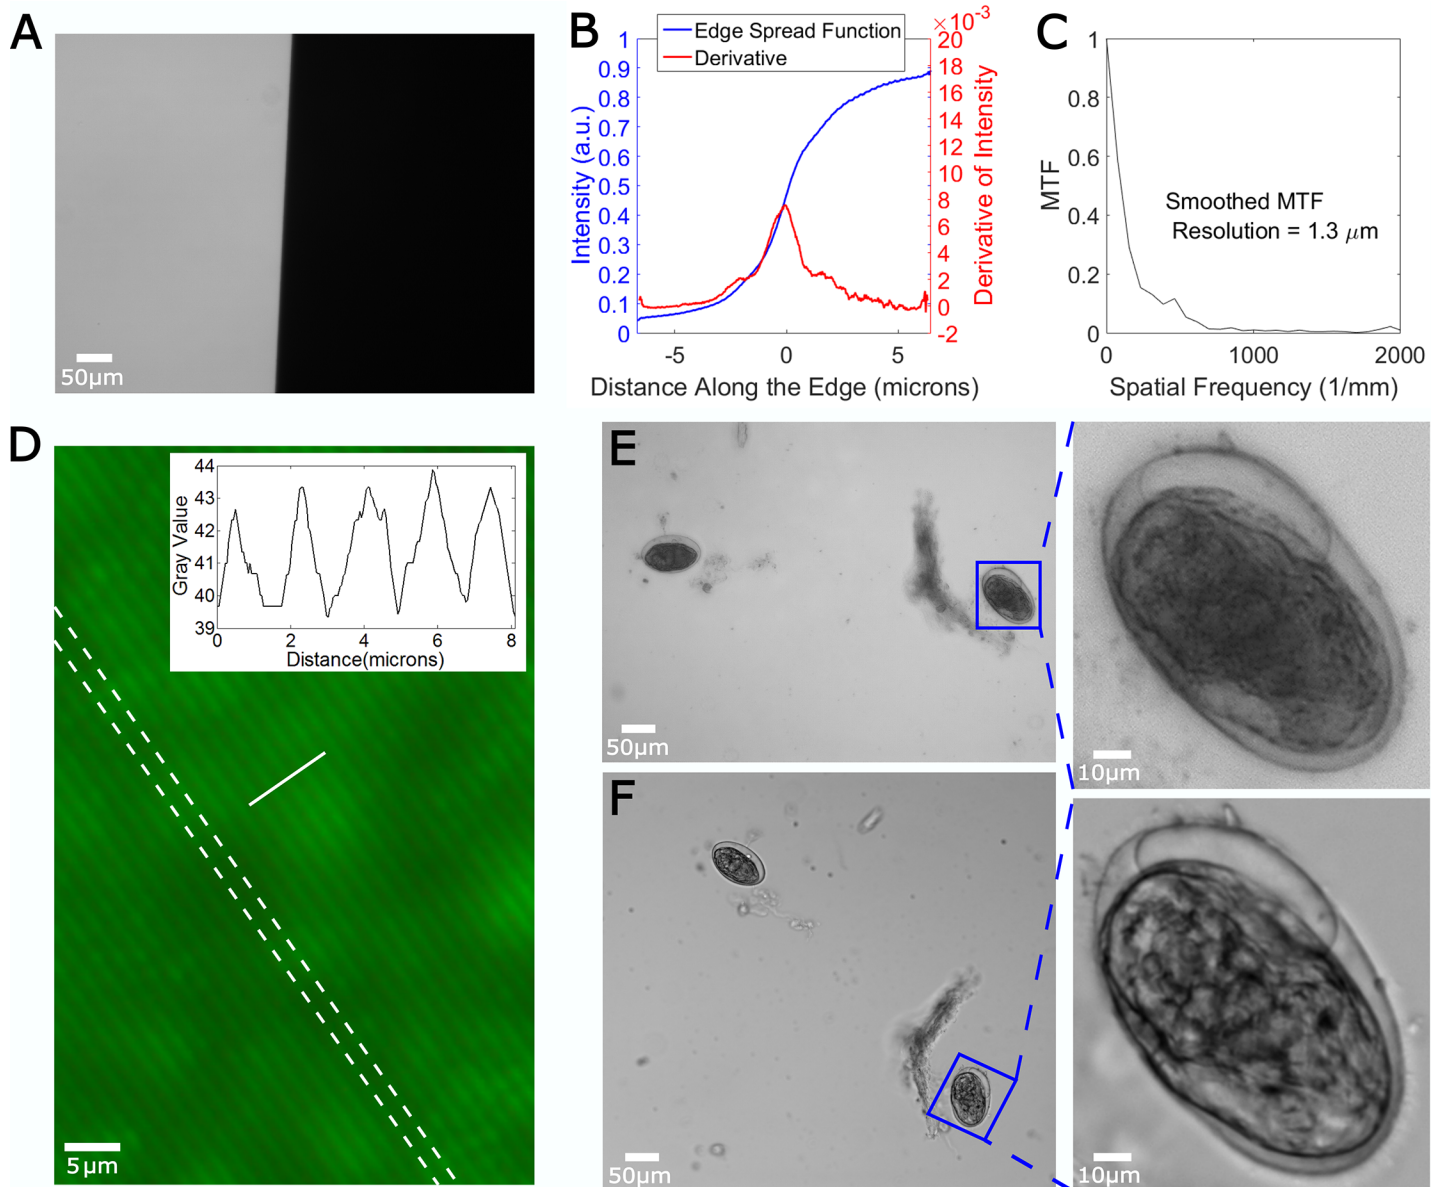 A
50µm
B
Edge Spread Function
Derivative
×10-3
1
0.9
0.8
0.7
0.6
0.5
0.4
0.3
0.2
0.1
0
Intensity (a.u.)
20
18
16
14
12
10
8
6
4
2
0
-2
Derivative of Intensity
-5 0 5
Distance Along the Edge (microns)
C
1
0.8
0.6
0.4
0.2
0
MTF
Smoothed MTF
Resolution = 1.3 µm
0 1000 2000
Spatial Frequency (1/mm)
D
44
43
42
41
40
39
Gray Value
0 2 4 6 8
Distance(microns)
5µm
E
50µm
10µm
F
50µm
10µm